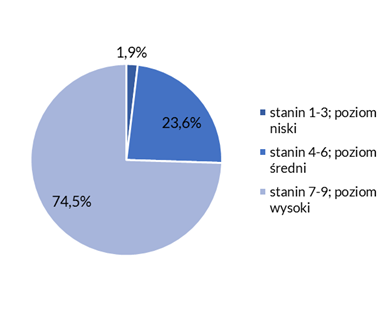 1,9%
23,6%
74,5%
stanin 1-3; poziom
niski
stanin 4-6; poziom
średni
stanin 7-9; poziom
wysoki